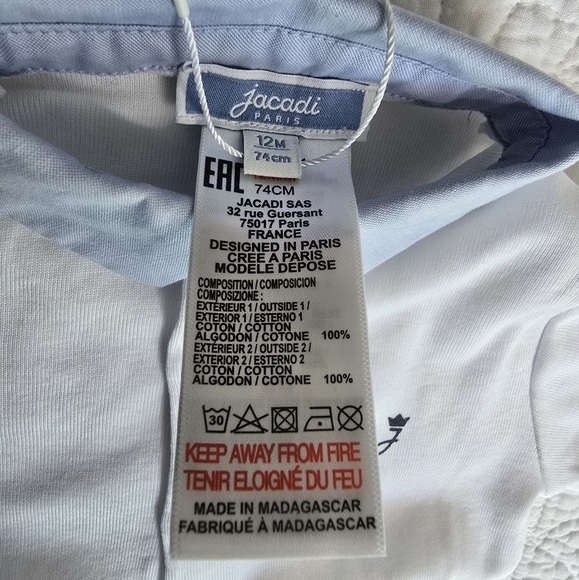 jacadi
PARIS
12M
74cm
EAC
74CM
JACADI SAS
32 rue Guersant
75017 Paris
FRANCE
DESIGNED IN PARIS
CREE A PARIS
MODELE DEPOSE
COMPOSITION / COMPOSICION
COMPOSIZIONE :
EXTÉRIEUR 1 / OUTSIDE 1 /
EXTERIOR 1 / ESTERNO 1
COTON / COTTON
ALGODON / COTONE 100%
EXTÉRIEUR 2 / OUTSIDE 2 /
EXTERIOR 2 / ESTERNO 2
COTON / COTTON
ALGODON / COTONE 100%
30
KEEP AWAY FROM FIRE
TENIR ELOIGNÉ DU FEU
MADE IN MADAGASCAR
FABRIQUÉ À MADAGASCAR
J